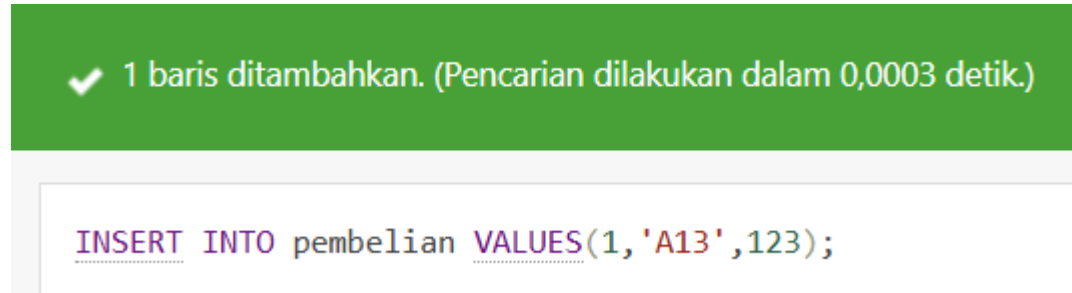 1 baris ditambahkan. (Pencarian dilakukan dalam 0,0003 detik.)
INSERT INTO pembelian VALUES(1,'A13',123);